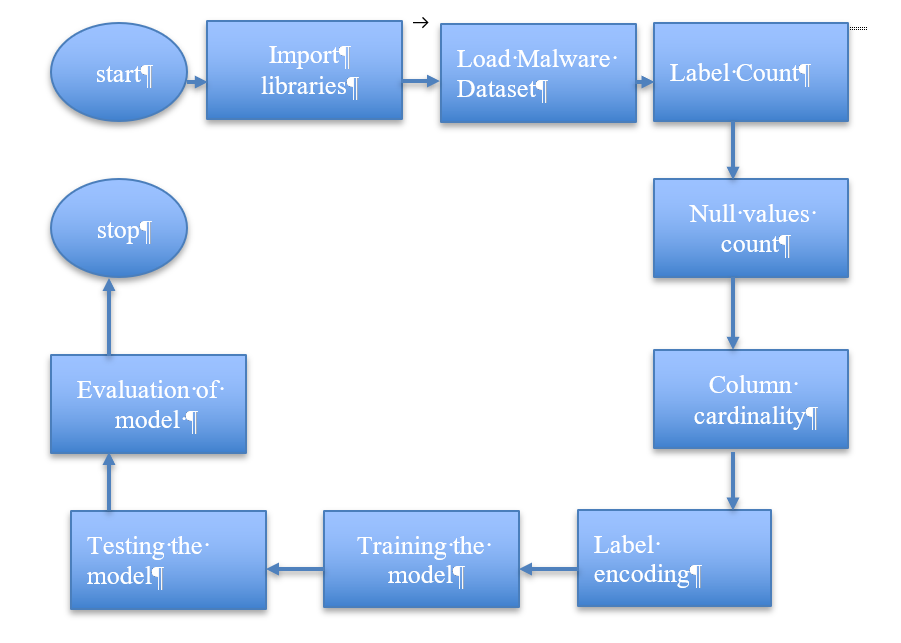 start¶
Import¶
libraries¶
→
Load·Malware·
Dataset¶
Label·Count¶
Null·values·
count¶
Column·
cardinality¶
Label·
encoding¶
Training·the·
model¶
Testing·the·
model¶
Evaluation·of·
model·¶
stop¶